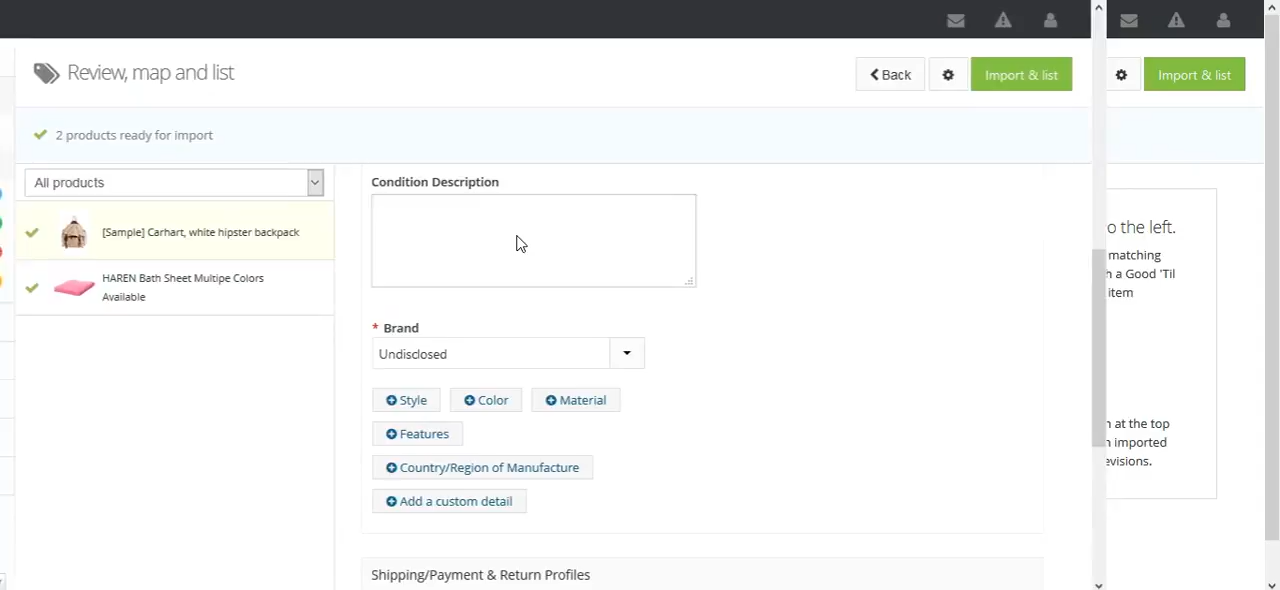 Review, map and list
Back
Import & list
Import & list
2 products ready for import
All products
[Sample] Carhart, white hipster backpack
HAREN Bath Sheet Multipe Colors
Available
Condition Description
* Brand
Undisclosed
Style
Color
Material
Features
Country/Region of Manufacture
Add a custom detail
Shipping/Payment & Return Profiles
o the left.
matching
h a Good 'Til
item
at the top
imported
evisions.